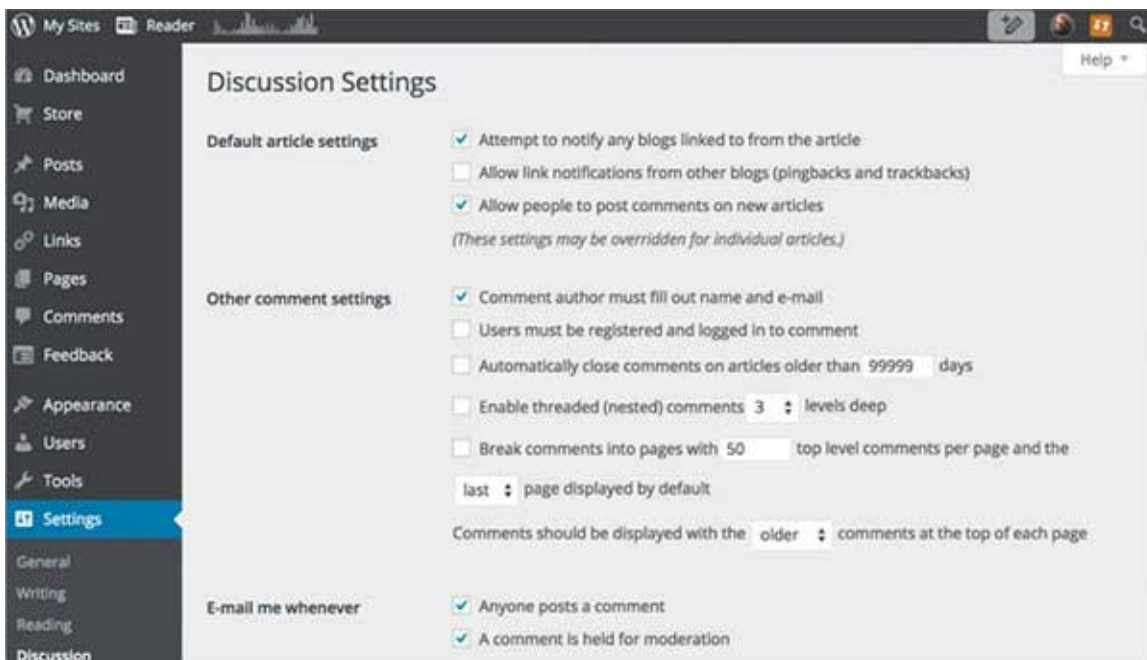 My Sites Reader
Help
Dashboard
Store
Posts
Media
Links
Pages
Comments
Feedback
Appearance
Users
Tools
Settings
General
Writing
Reading
Discussion
Discussion Settings
Default article settings
Attempt to notify any blogs linked to from the article
Allow link notifications from other blogs (pingbacks and trackbacks)
Allow people to post comments on new articles
(These settings may be overridden for individual articles.)
Other comment settings
Comment author must fill out name and e-mail
Users must be registered and logged in to comment
Automatically close comments on articles older than 99999 days
Enable threaded (nested) comments 3 levels deep
Break comments into pages with 50 top level comments per page and the
last page displayed by default
Comments should be displayed with the older comments at the top of each page
E-mail me whenever
Anyone posts a comment
A comment is held for moderation